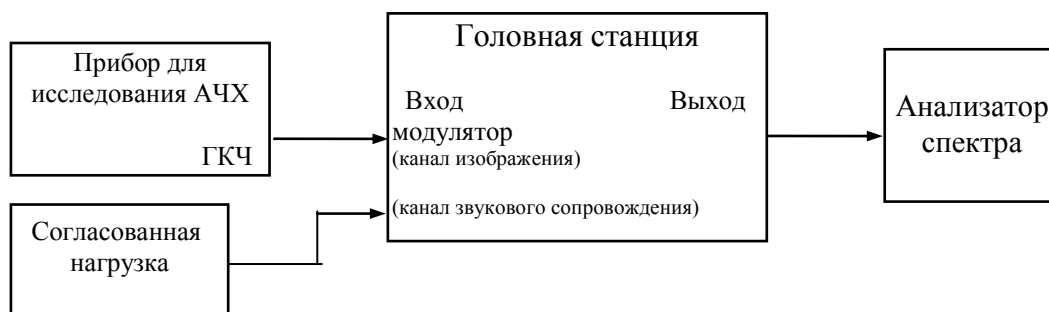 Прибор для
исследования АЧХ
ГКЧ
Согласованная
нагрузка
Головная станция
Вход
Выход
модулятор
(канал изображения)
(канал звукового сопровождения)
Анализатор
спектра